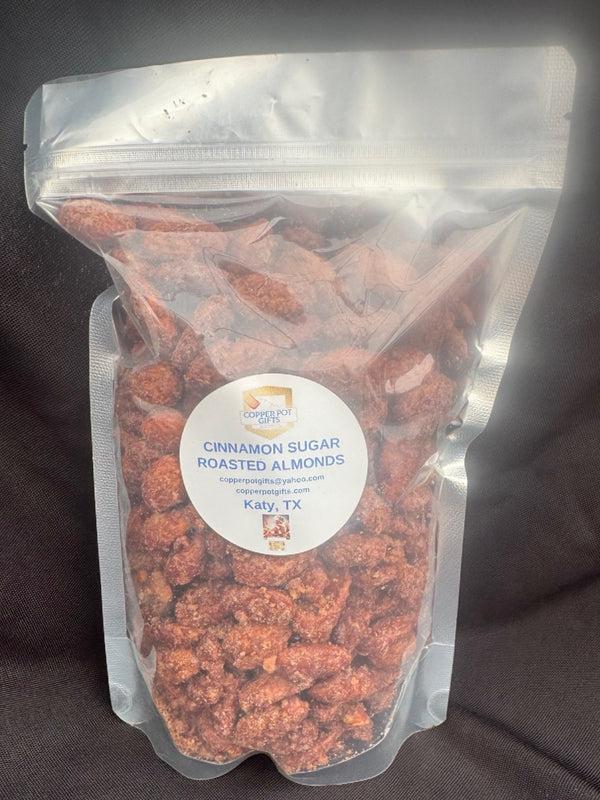 COPPER POT
GIFTS
CINNAMON SUGAR
ROASTED ALMONDS
copperpotgifts@yahoo.com
copperpotgifts.com
Katy, TX